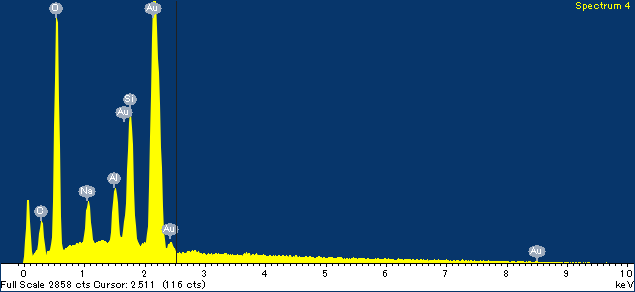 Spectrum 4
O
Au
Si
Au
Al
Na
C
Au
Au
0 1 2 3 4 5 6 7 8 9 10
Full Scale 2858 cts Cursor: 2.511 (116 cts) keV